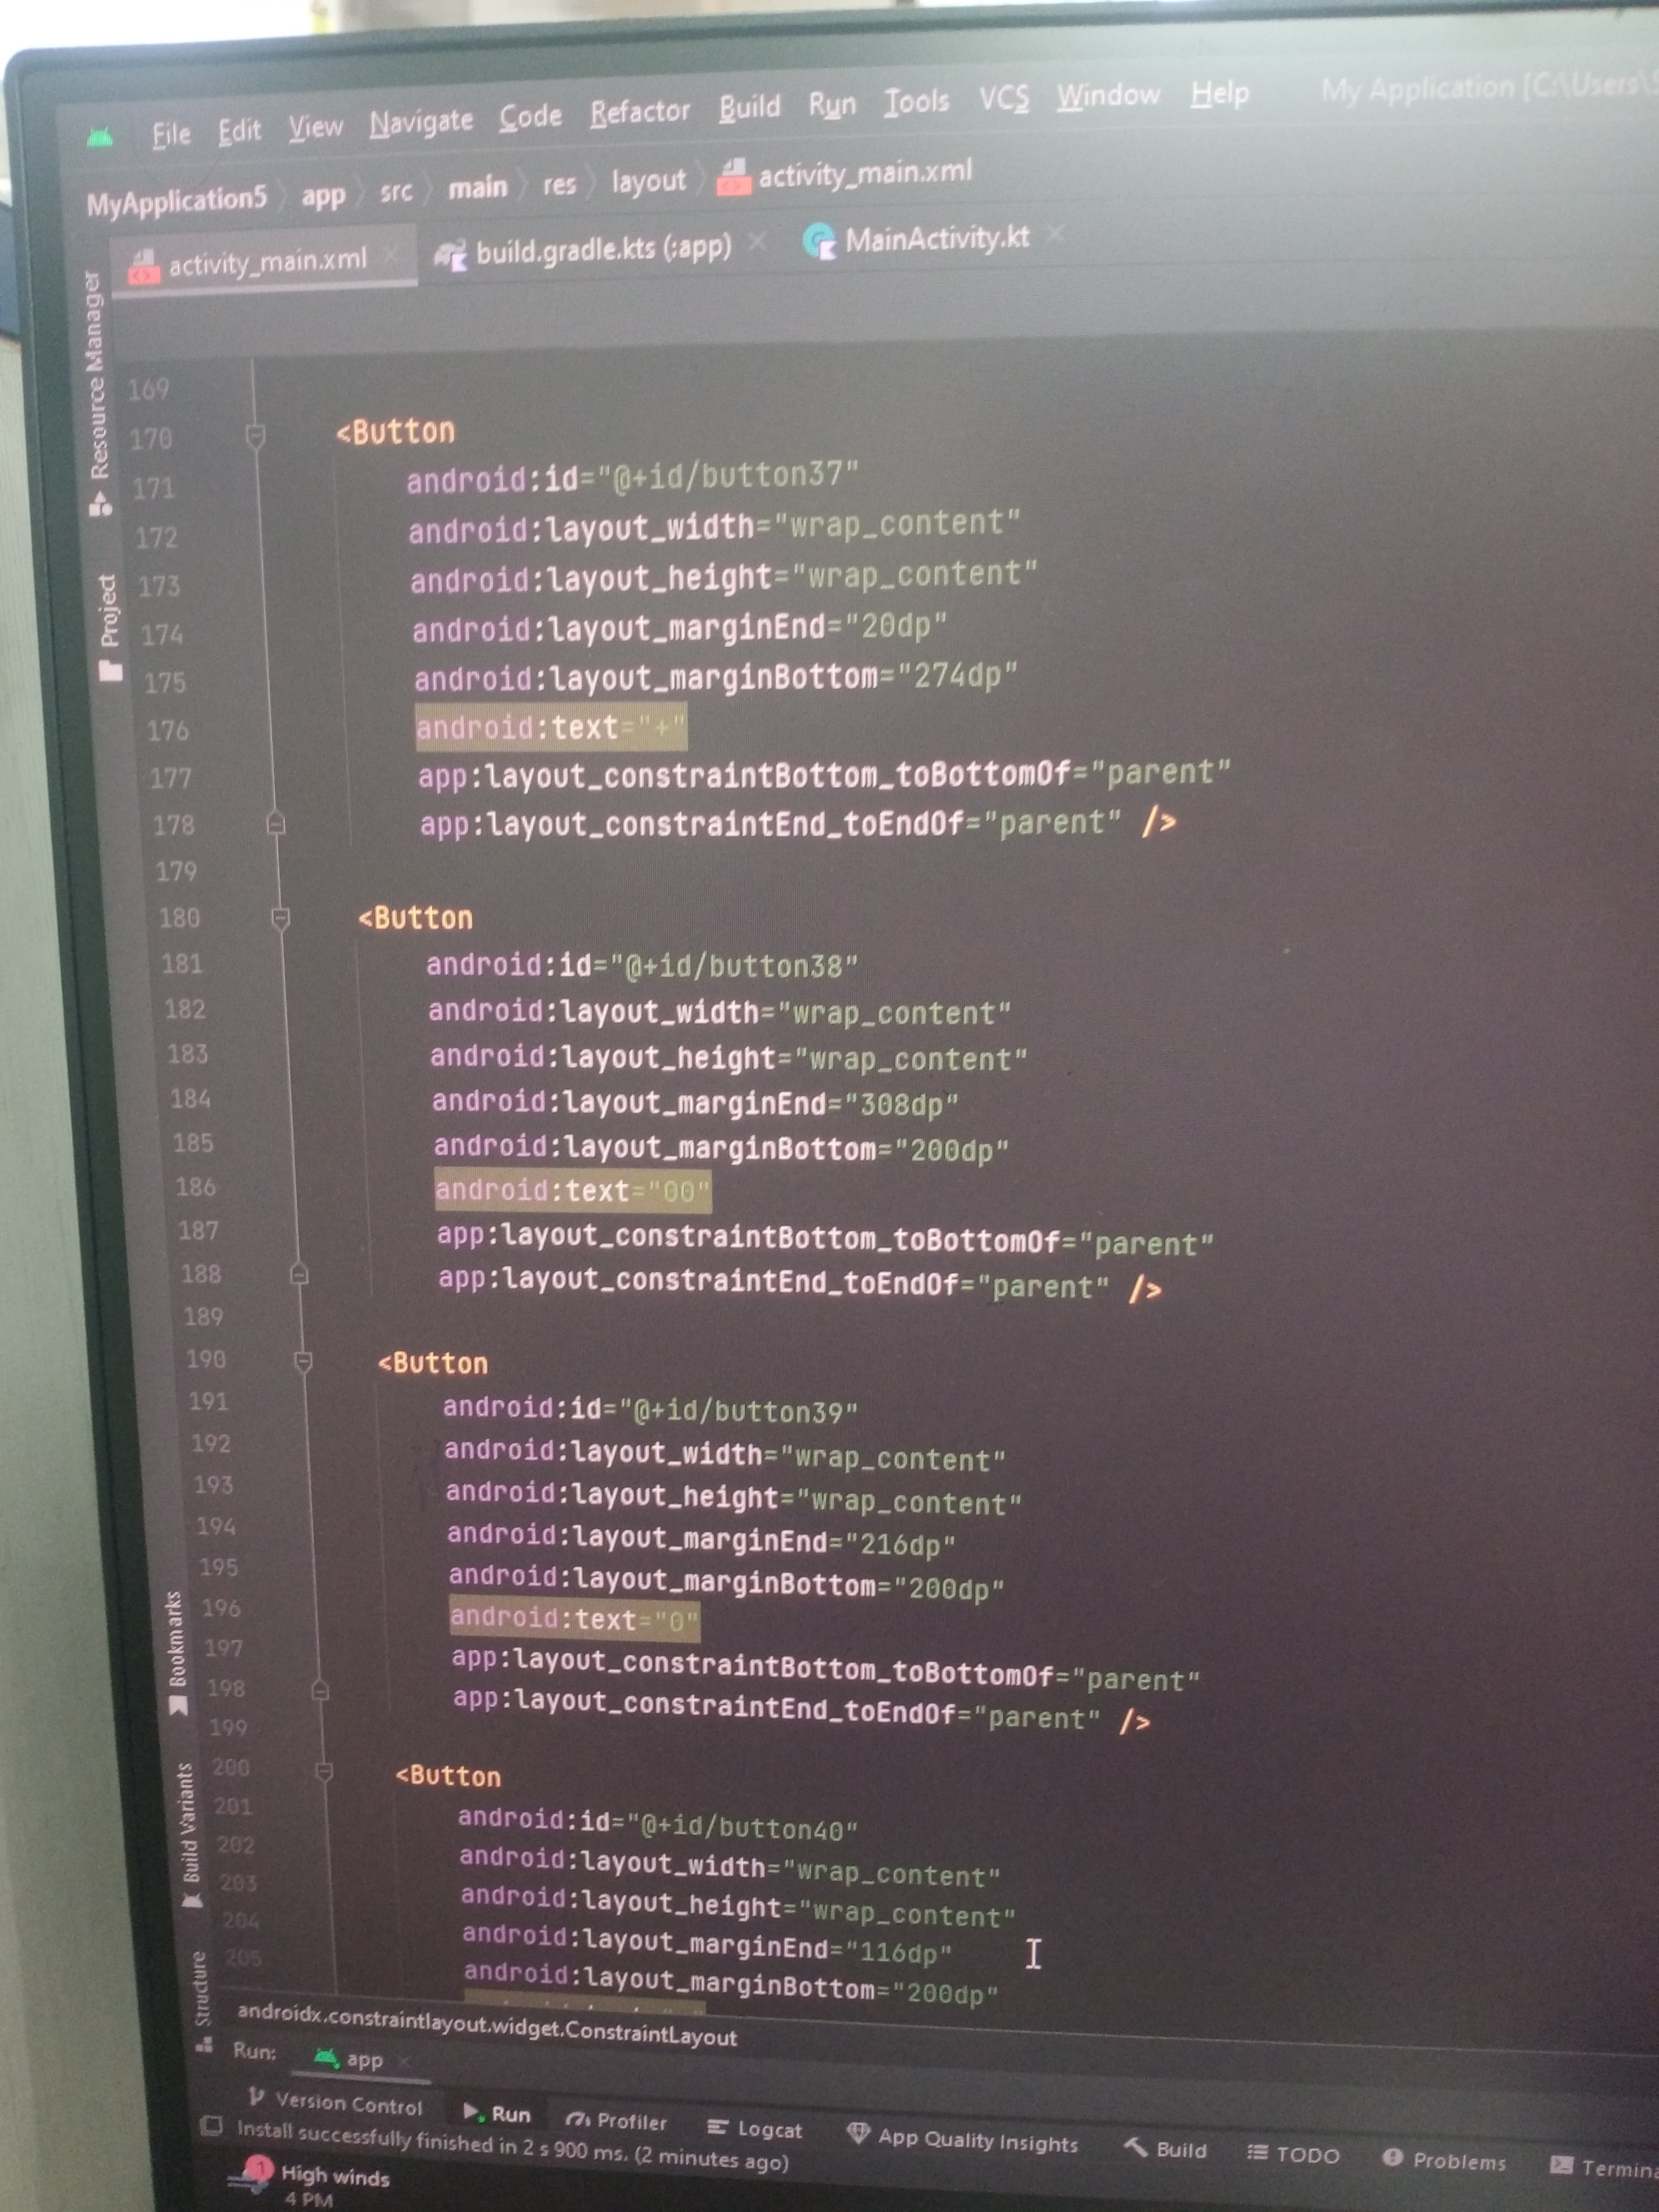 File Edit View Navigate Code Refactor Build Run Tools VCS Window Help My Application [C:\Users\
MyApplication5 app src main res layout activity_main.xml
activity_main.xml build.gradle.kts (:app) MainActivity.kt
Resource Manager
Project
169
170 <Button
171 android:id="@+id/button37"
172 android:layout_width="wrap_content"
173 android:layout_height="wrap_content"
174 android:layout_marginEnd="20dp"
175 android:layout_marginBottom="274dp"
176 android:text="+"
177 app:layout_constraintBottom_toBottomOf="parent"
178 app:layout_constraintEnd_toEndOf="parent" />
179
180 <Button
181 android:id="@+id/button38"
182 android:layout_width="wrap_content"
183 android:layout_height="wrap_content"
184 android:layout_marginEnd="308dp"
185 android:layout_marginBottom="200dp"
186 android:text="00"
187 app:layout_constraintBottom_toBottomOf="parent"
188 app:layout_constraintEnd_toEndOf="parent" />
189
190 <Button
191 android:id="@+id/button39"
192 android:layout_width="wrap_content"
193 android:layout_height="wrap_content"
194 android:layout_marginEnd="216dp"
195 android:layout_marginBottom="200dp"
196 android:text="0"
197 app:layout_constraintBottom_toBottomOf="parent"
198 app:layout_constraintEnd_toEndOf="parent" />
199
200 <Button
201 android:id="@+id/button40"
202 android:layout_width="wrap_content"
203 android:layout_height="wrap_content"
204 android:layout_marginEnd="116dp"
205 android:layout_marginBottom="200dp"
Bookmarks
Build Variants
Structure
androidx.constraintlayout.widget.ConstraintLayout
Run: app
Version Control Run Profiler Logcat App Quality Insights Build TODO Problems Termina
Install successfully finished in 2 s 900 ms. (2 minutes ago)
1 High winds
4 PM